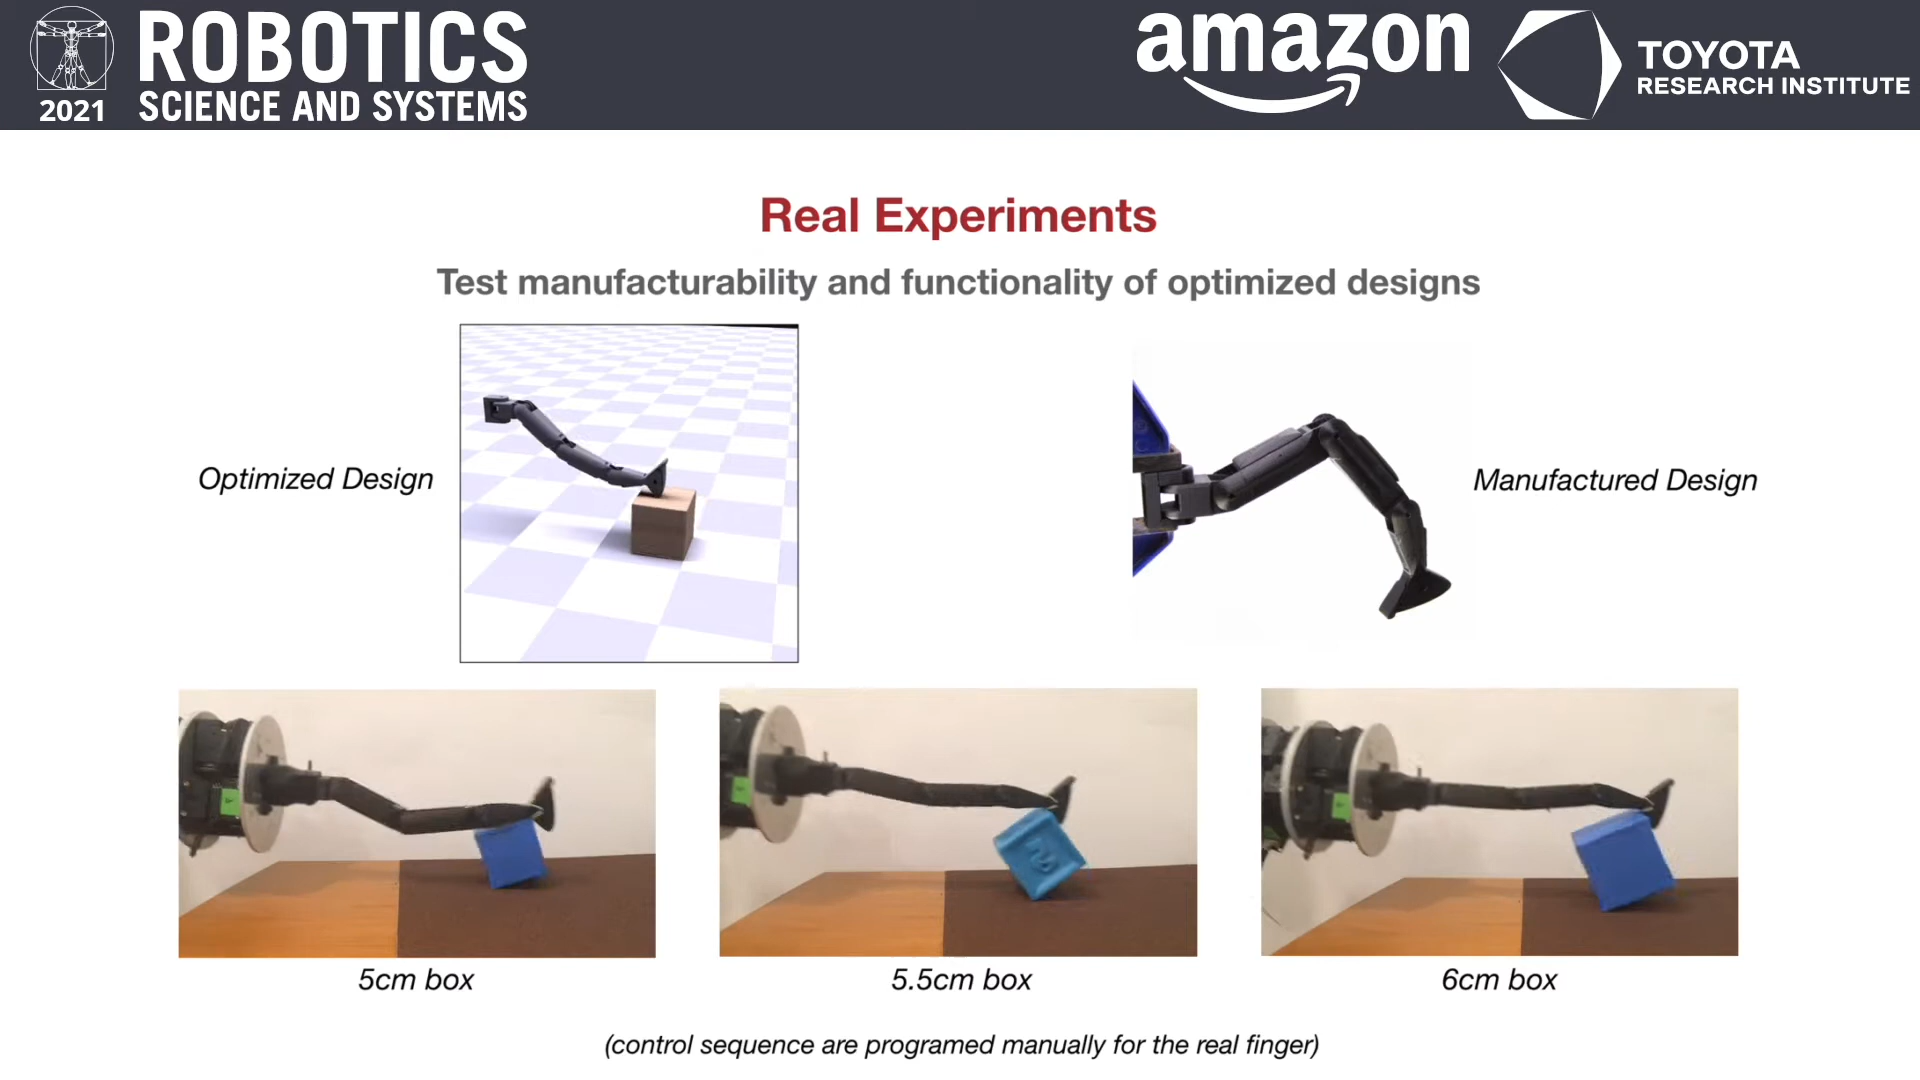 ROBOTICS
SCIENCE AND SYSTEMS
2021
amazon
TOYOTA
RESEARCH INSTITUTE
Real Experiments
Test manufacturability and functionality of optimized designs
Optimized Design
Manufactured Design
5cm box
5.5cm box
6cm box
(control sequence are programed manually for the real finger)